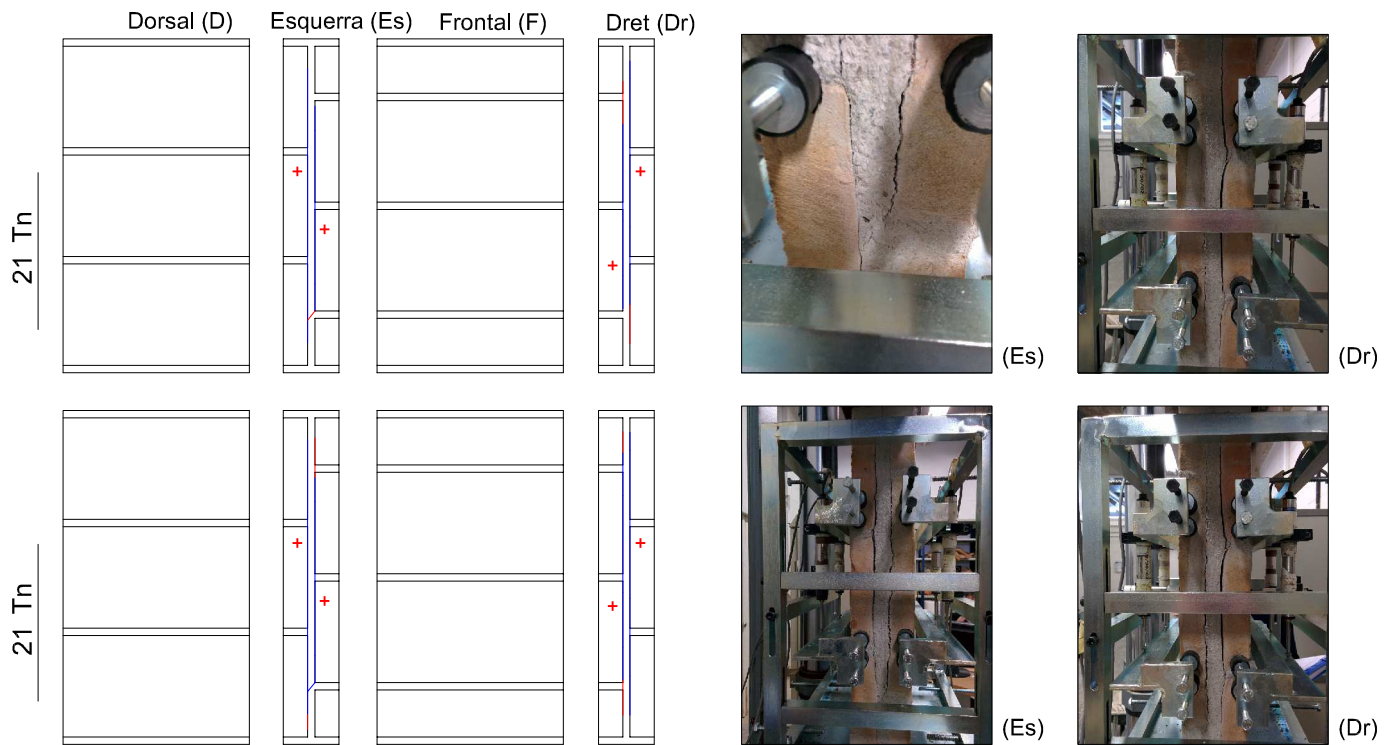 Dorsal (D)
Esquerra (Es)
Frontal (F)
Dret (Dr)
21 Tn
(Es)
(Dr)
21 Tn
(Es)
(Dr)